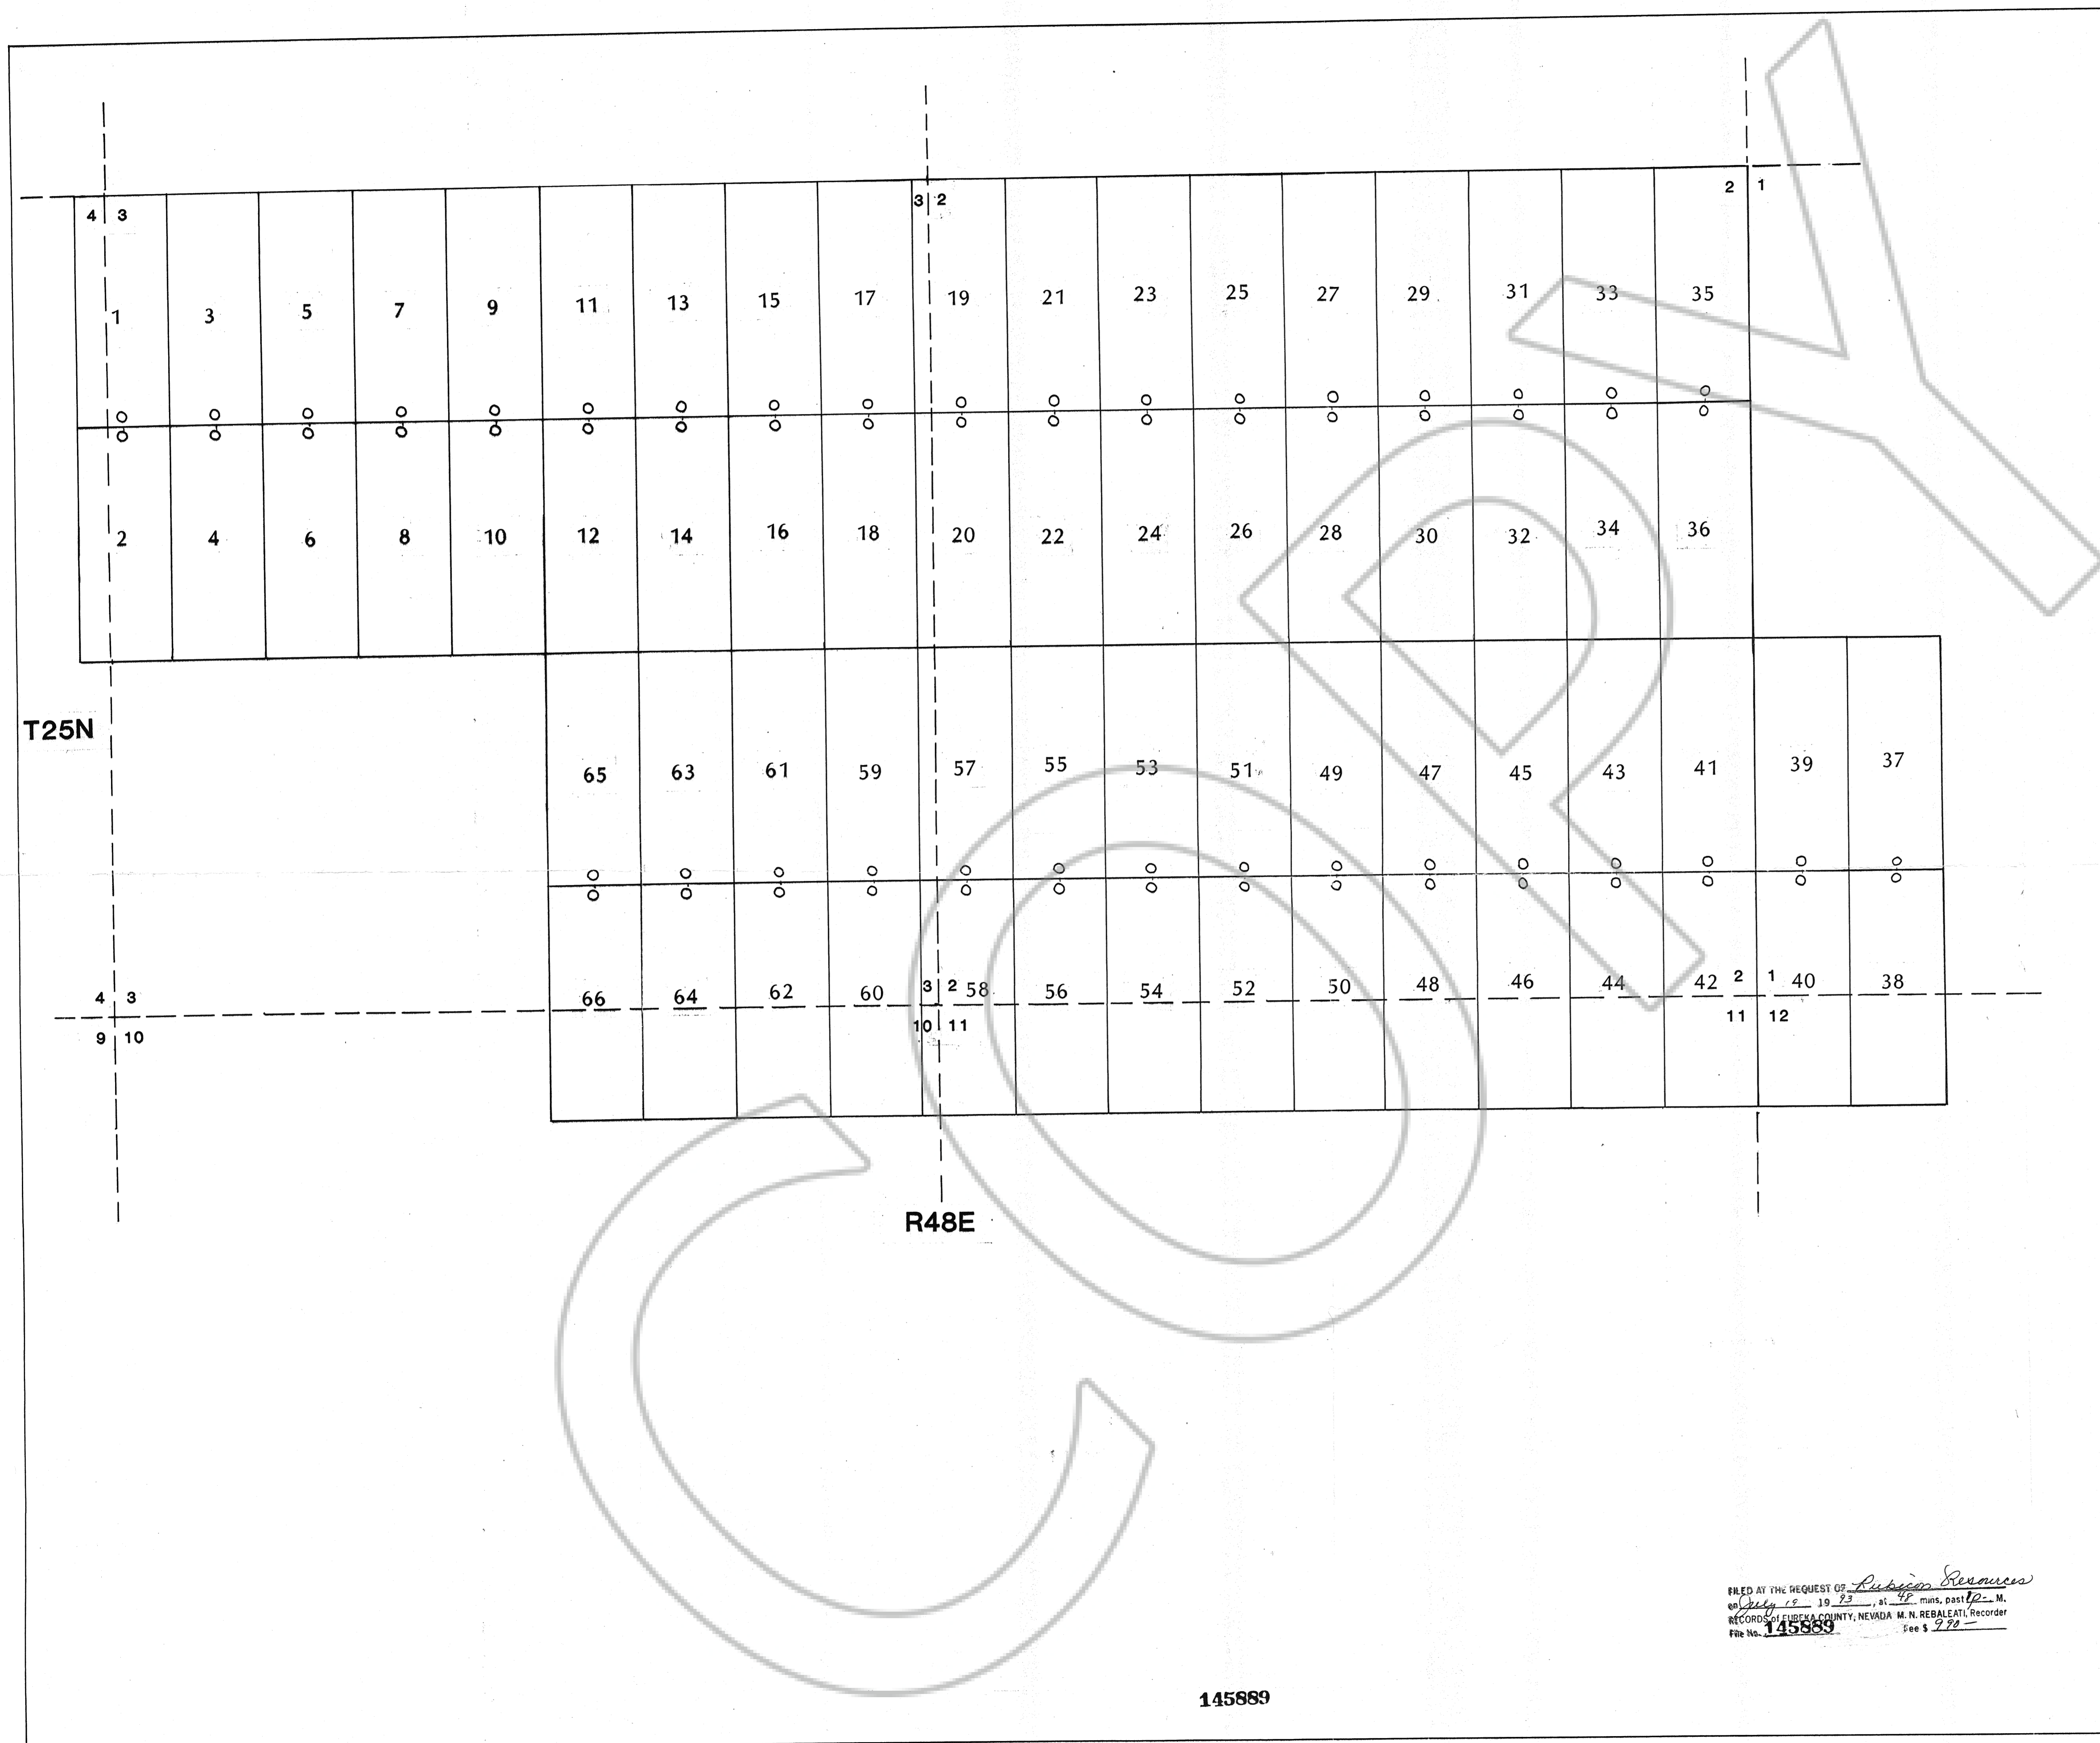 4 3 3 2 2 1
1 3 5 7 9 11 13 15 17 19 21 23 25 27 29 31 33 35
2 4 6 8 10 12 14 16 18 20 22 24 26 28 30 32 34 36
T25N
65 63 61 59 57 55 53 51 49 47 45 43 41 39 37
4 3 66 64 62 60 3 2 58 56 54 52 50 48 46 44 42 2 1 40 38
9 10 10 11 11 12
R48E
COPY
FILED AT THE REQUEST OF Rubicon Resources
on July 19 1993, at 48 mins. past 1 P. M.
RECORDS of EUREKA COUNTY, NEVADA M. N. REBALEATI, Recorder
File No. 145889 Fee $ 990-
145889